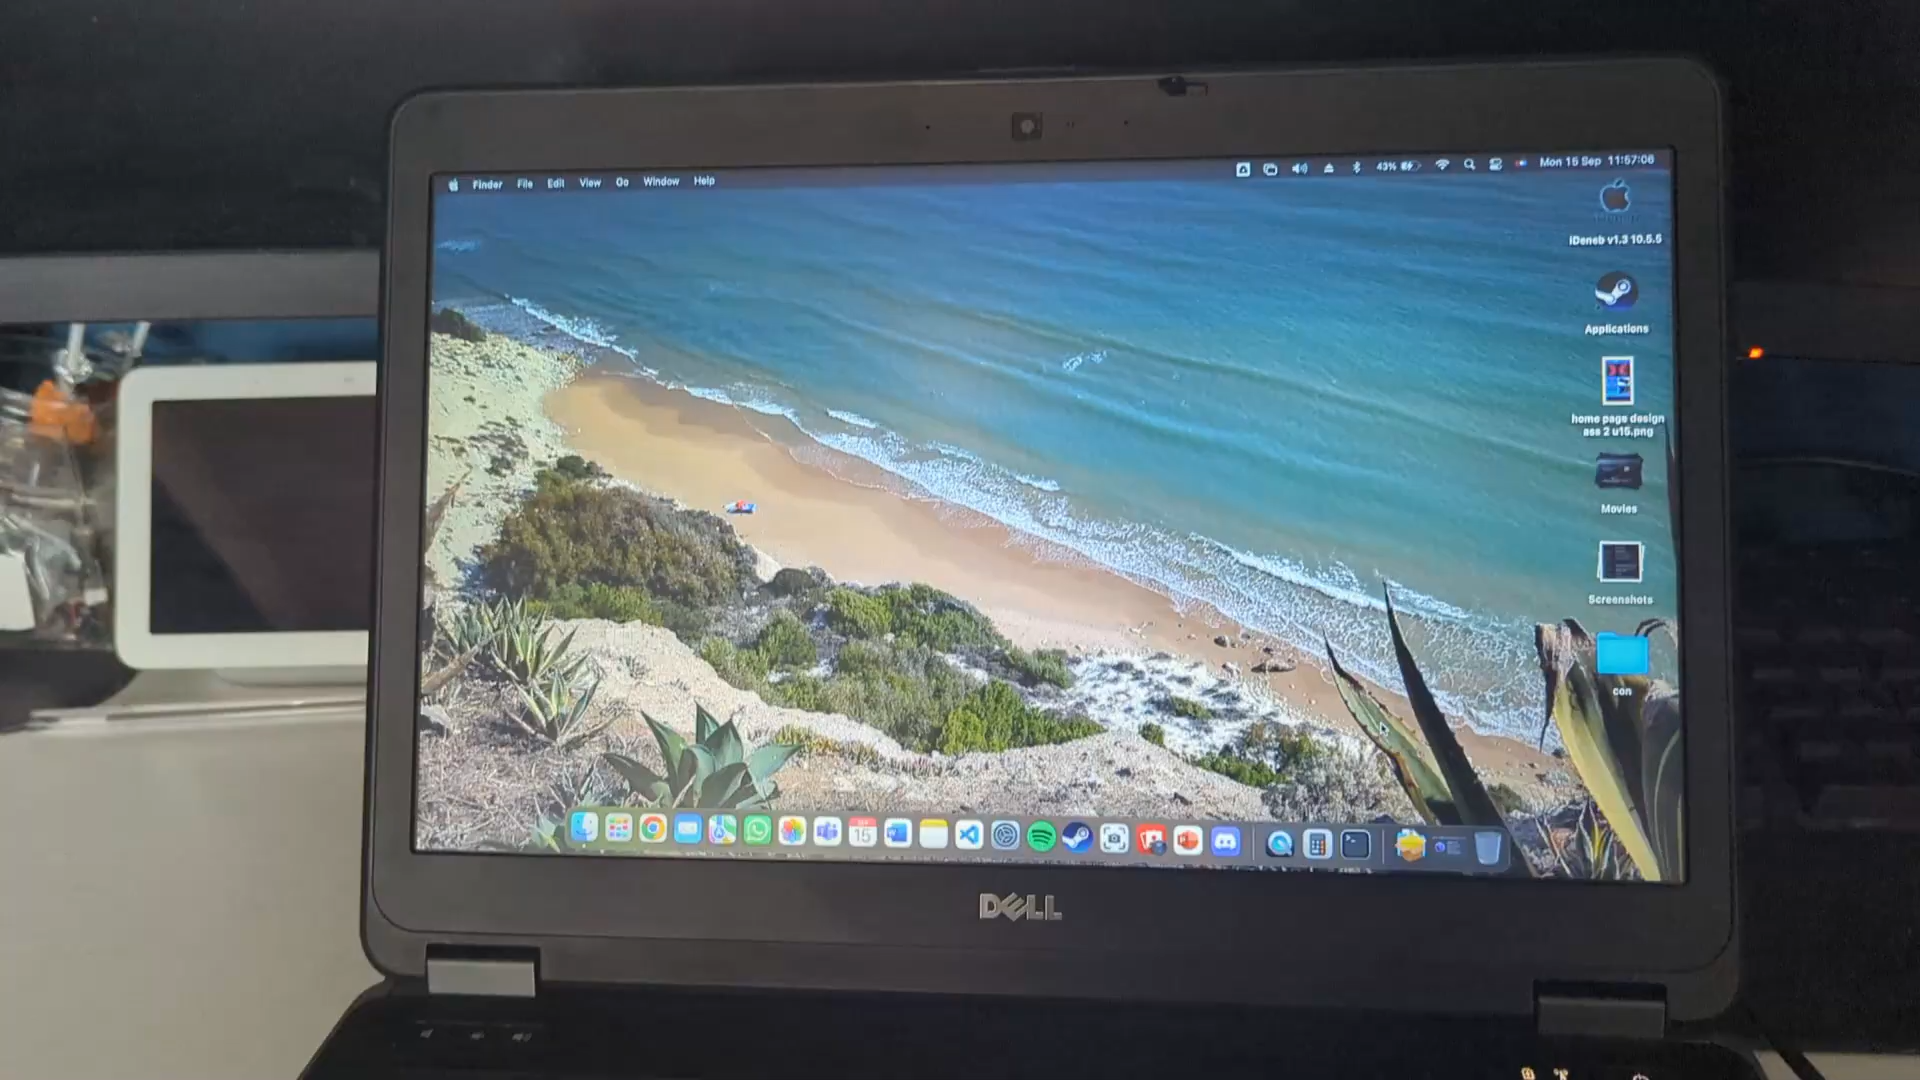 Finder File Edit View Go Window Help
43% Mon 15 Sep 11:57:06
iDeneb v1.3 10.5.5
Applications
home page design
ass 2 u15.png
Movies
Screenshots
con
15
DELL